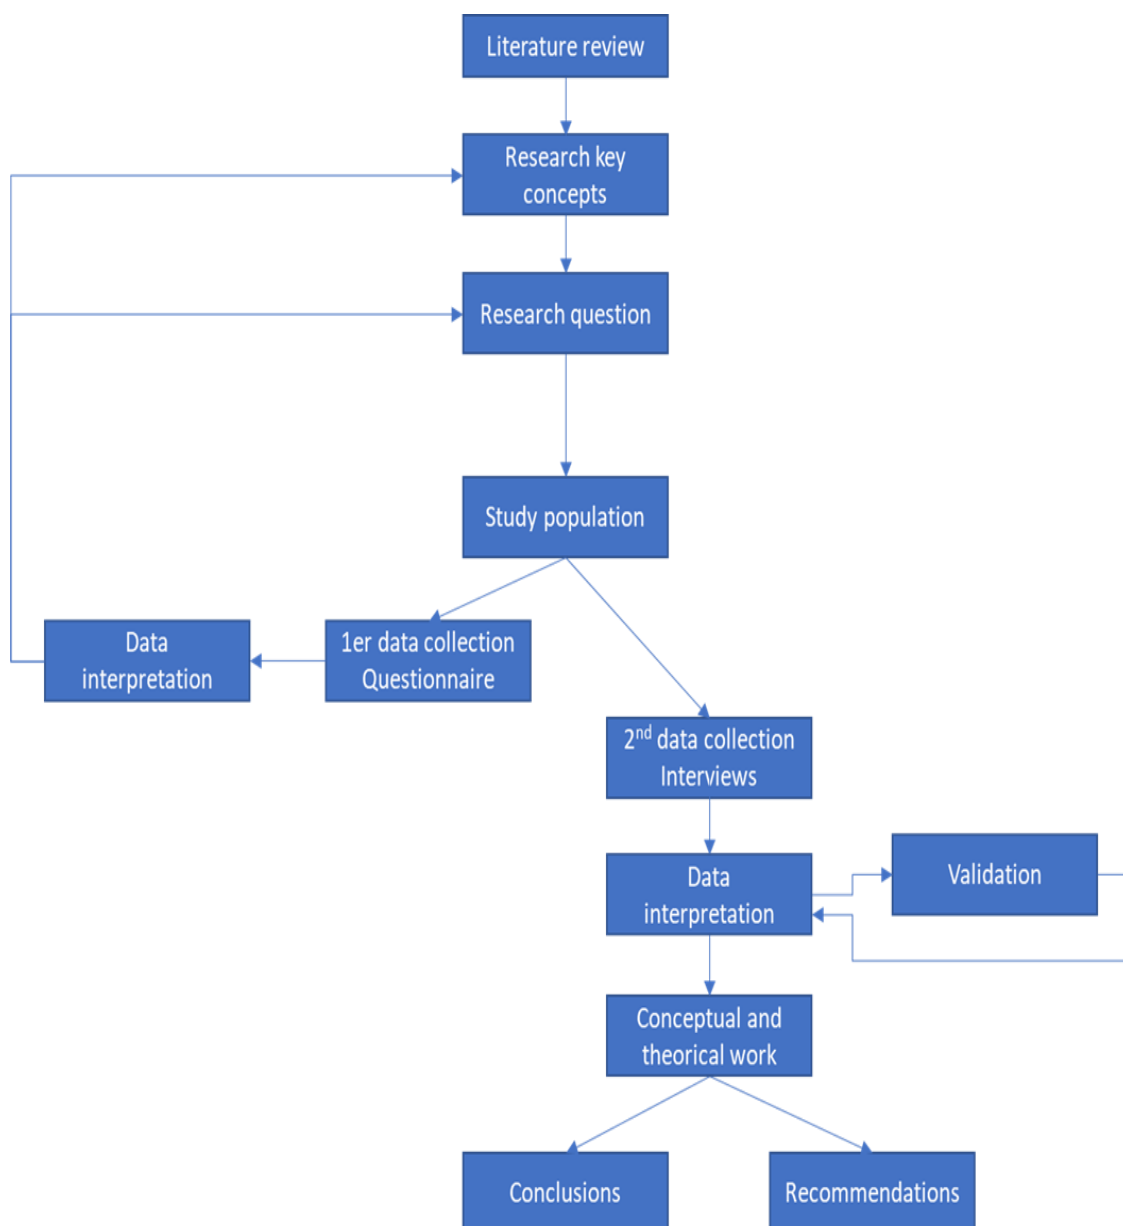 Literature review
Research key
concepts
Research question
Study population
Data
interpretation
1er data collection
Questionnaire
2nd data collection
Interviews
Data
interpretation
Validation
Conceptual and
theorical work
Conclusions
Recommendations